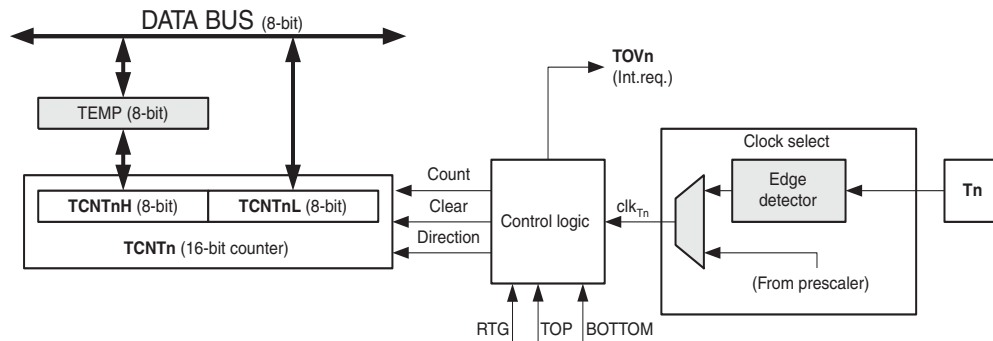 DATA BUS (8-bit)
TOVn
(Int.req.)
TEMP (8-bit)
Clock select
Edge
detector
Tn
TCNTnH (8-bit) TCNTnL (8-bit)
TCNTn (16-bit counter)
Count
Clear
Direction
Control logic
clkTn
(From prescaler)
RTG TOP BOTTOM